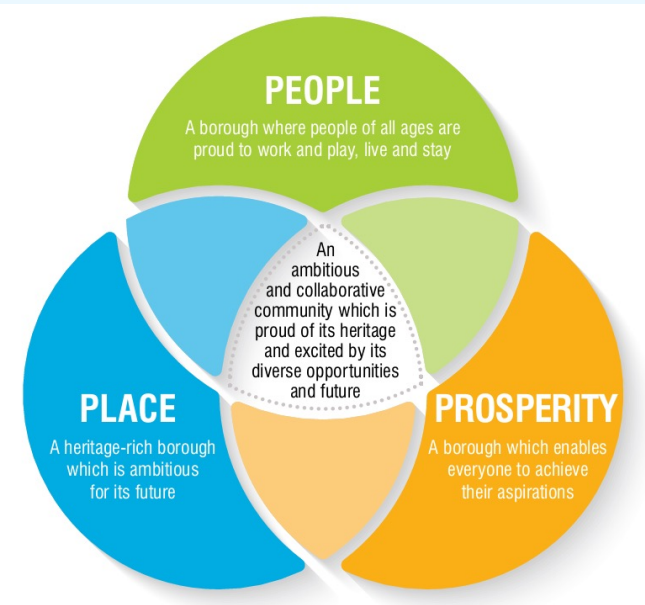 PEOPLE
A borough where people of all ages are
proud to work and play, live and stay
An
ambitious
and collaborative
community which is
proud of its heritage
and excited by its
diverse opportunities
and future
PLACE
A heritage-rich borough
which is ambitious
for its future
PROSPERITY
A borough which enables
everyone to achieve
their aspirations